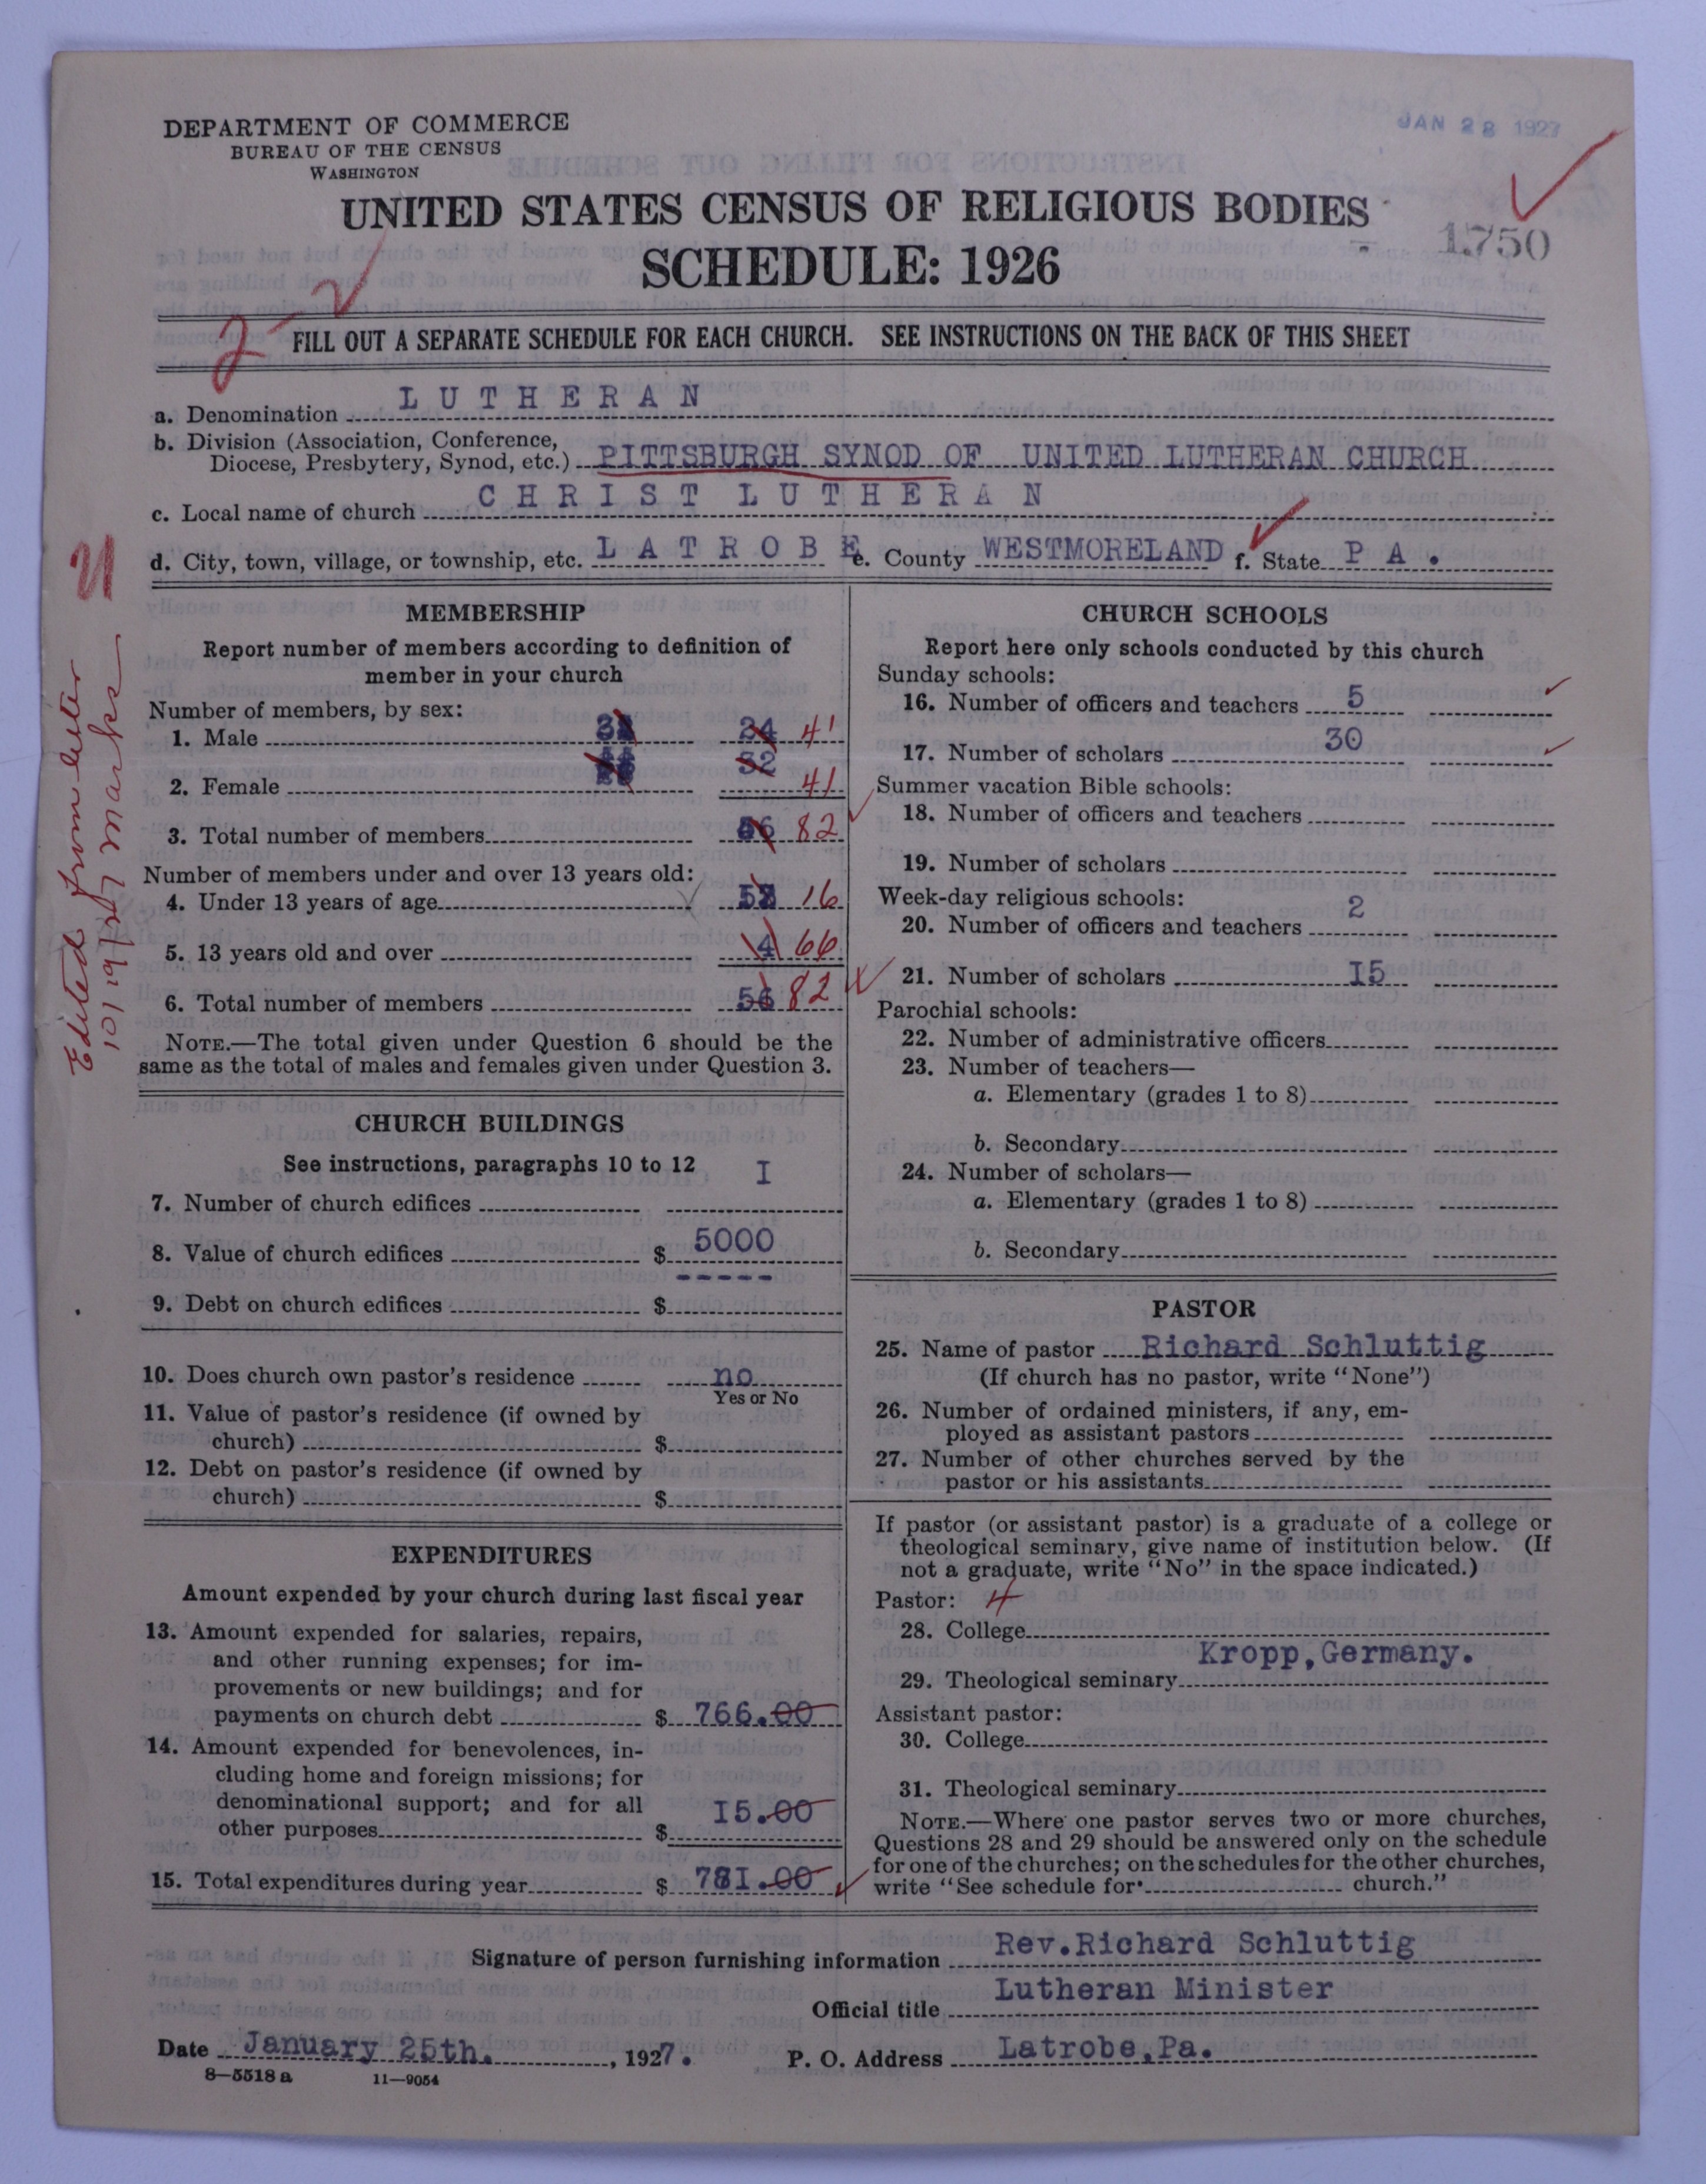 JAN 28 1927
DEPARTMENT OF COMMERCE
BUREAU OF THE CENSUS
WASHINGTON
UNITED STATES CENSUS OF RELIGIOUS BODIES
1750
SCHEDULE: 1926
2
FILL OUT A SEPARATE SCHEDULE FOR EACH CHURCH. SEE INSTRUCTIONS ON THE BACK OF THIS SHEET
a. Denomination LUTHERAN
b. Division (Association, Conference,
Diocese, Presbytery, Synod, etc.) PITTSBURGH SYNOD OF UNITED LUTHERAN CHURCH
c. Local name of church CHRIST LUTHERAN
d. City, town, village, or township, etc. LATROBE e. County WESTMORELAND f. State PA.
Edited from letter
10/19/27 Marks
MEMBERSHIP
Report number of members according to definition of
member in your church
Number of members, by sex:
1. Male 24 41
2. Female 32 41
3. Total number of members 82
Number of members under and over 13 years old:
4. Under 13 years of age 16
5. 13 years old and over 4 66
6. Total number of members 56 82
NOTE.—The total given under Question 6 should be the
same as the total of males and females given under Question 3.
CHURCH BUILDINGS
See instructions, paragraphs 10 to 12
7. Number of church edifices I
8. Value of church edifices $ 5000
9. Debt on church edifices $ -----
10. Does church own pastor's residence no
Yes or No
11. Value of pastor's residence (if owned by
church) $
12. Debt on pastor's residence (if owned by
church) $
EXPENDITURES
Amount expended by your church during last fiscal year
13. Amount expended for salaries, repairs,
and other running expenses; for im-
provements or new buildings; and for
payments on church debt $ 766.00
14. Amount expended for benevolences, in-
cluding home and foreign missions; for
denominational support; and for all
other purposes $ I5.00
15. Total expenditures during year $ 78I.00
CHURCH SCHOOLS
Report here only schools conducted by this church
Sunday schools:
16. Number of officers and teachers 5
17. Number of scholars 30
Summer vacation Bible schools:
18. Number of officers and teachers
19. Number of scholars
Week-day religious schools:
20. Number of officers and teachers 2
21. Number of scholars I5
Parochial schools:
22. Number of administrative officers
23. Number of teachers—
a. Elementary (grades 1 to 8)
b. Secondary
24. Number of scholars—
a. Elementary (grades 1 to 8)
b. Secondary
PASTOR
25. Name of pastor Richard Schluttig
(If church has no pastor, write "None")
26. Number of ordained ministers, if any, em-
ployed as assistant pastors
27. Number of other churches served by the
pastor or his assistants
If pastor (or assistant pastor) is a graduate of a college or
theological seminary, give name of institution below. (If
not a graduate, write "No" in the space indicated.)
Pastor: 4
28. College
29. Theological seminary Kropp,Germany.
Assistant pastor:
30. College
31. Theological seminary
NOTE.—Where one pastor serves two or more churches,
Questions 28 and 29 should be answered only on the schedule
for one of the churches; on the schedules for the other churches,
write "See schedule for church."
Signature of person furnishing information Rev.Richard Schluttig
Official title Lutheran Minister
Date January 25th. , 1927. P. O. Address Latrobe,Pa.
8—5518 a 11—9054